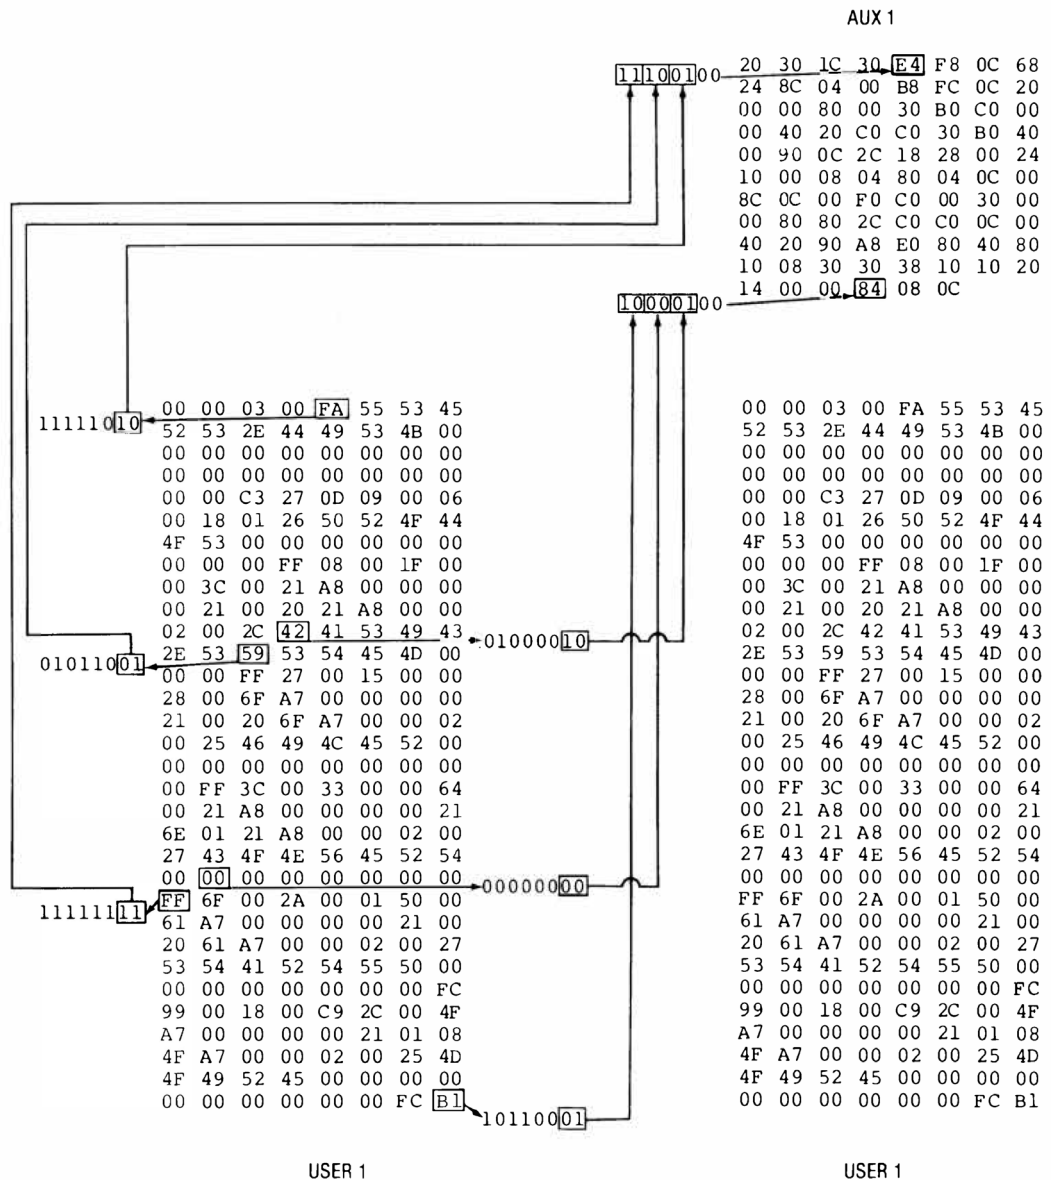 AUX 1
11100100
20 30 1C 30 E4 F8 0C 68
24 8C 04 00 B8 FC 0C 20
00 00 80 00 30 B0 C0 00
00 40 20 C0 C0 30 B0 40
00 90 0C 2C 18 28 00 24
10 00 08 04 80 04 0C 00
8C 0C 00 F0 C0 00 30 00
00 80 80 2C C0 C0 0C 00
40 20 90 A8 E0 80 40 80
10 08 30 30 38 10 10 20
14 00 00 84 08 0C
10000100
11111010
01011001
11111111
00 00 03 00 FA 55 53 45
52 53 2E 44 49 53 4B 00
00 00 00 00 00 00 00 00
00 00 00 00 00 00 00 00
00 00 C3 27 0D 09 00 06
00 18 01 26 50 52 4F 44
4F 53 00 00 00 00 00 00
00 00 00 FF 08 00 1F 00
00 3C 00 21 A8 00 00 00
00 21 00 20 21 A8 00 00
02 00 2C 42 41 53 49 43
2E 53 59 53 54 45 4D 00
00 00 FF 27 00 15 00 00
28 00 6F A7 00 00 00 00
21 00 20 6F A7 00 00 02
00 25 46 49 4C 45 52 00
00 00 00 00 00 00 00 00
00 FF 3C 00 33 00 00 64
00 21 A8 00 00 00 00 21
6E 01 21 A8 00 00 02 00
27 43 4F 4E 56 45 52 54
00 00 00 00 00 00 00 00
FF 6F 00 2A 00 01 50 00
61 A7 00 00 00 00 21 00
20 61 A7 00 00 02 00 27
53 54 41 52 54 55 50 00
00 00 00 00 00 00 00 FC
99 00 18 00 C9 2C 00 4F
A7 00 00 00 00 21 01 08
4F A7 00 00 02 00 25 4D
4F 49 52 45 00 00 00 00
00 00 00 00 00 00 FC B1
01000010
00000000
10110001
USER 1
00 00 03 00 FA 55 53 45
52 53 2E 44 49 53 4B 00
00 00 00 00 00 00 00 00
00 00 00 00 00 00 00 00
00 00 C3 27 0D 09 00 06
00 18 01 26 50 52 4F 44
4F 53 00 00 00 00 00 00
00 00 00 FF 08 00 1F 00
00 3C 00 21 A8 00 00 00
00 21 00 20 21 A8 00 00
02 00 2C 42 41 53 49 43
2E 53 59 53 54 45 4D 00
00 00 FF 27 00 15 00 00
28 00 6F A7 00 00 00 00
21 00 20 6F A7 00 00 02
00 25 46 49 4C 45 52 00
00 00 00 00 00 00 00 00
00 FF 3C 00 33 00 00 64
00 21 A8 00 00 00 00 21
6E 01 21 A8 00 00 02 00
27 43 4F 4E 56 45 52 54
00 00 00 00 00 00 00 00
FF 6F 00 2A 00 01 50 00
61 A7 00 00 00 00 21 00
20 61 A7 00 00 02 00 27
53 54 41 52 54 55 50 00
00 00 00 00 00 00 00 FC
99 00 18 00 C9 2C 00 4F
A7 00 00 00 00 21 01 08
4F A7 00 00 02 00 25 4D
4F 49 52 45 00 00 00 00
00 00 00 00 00 00 FC B1
USER 1